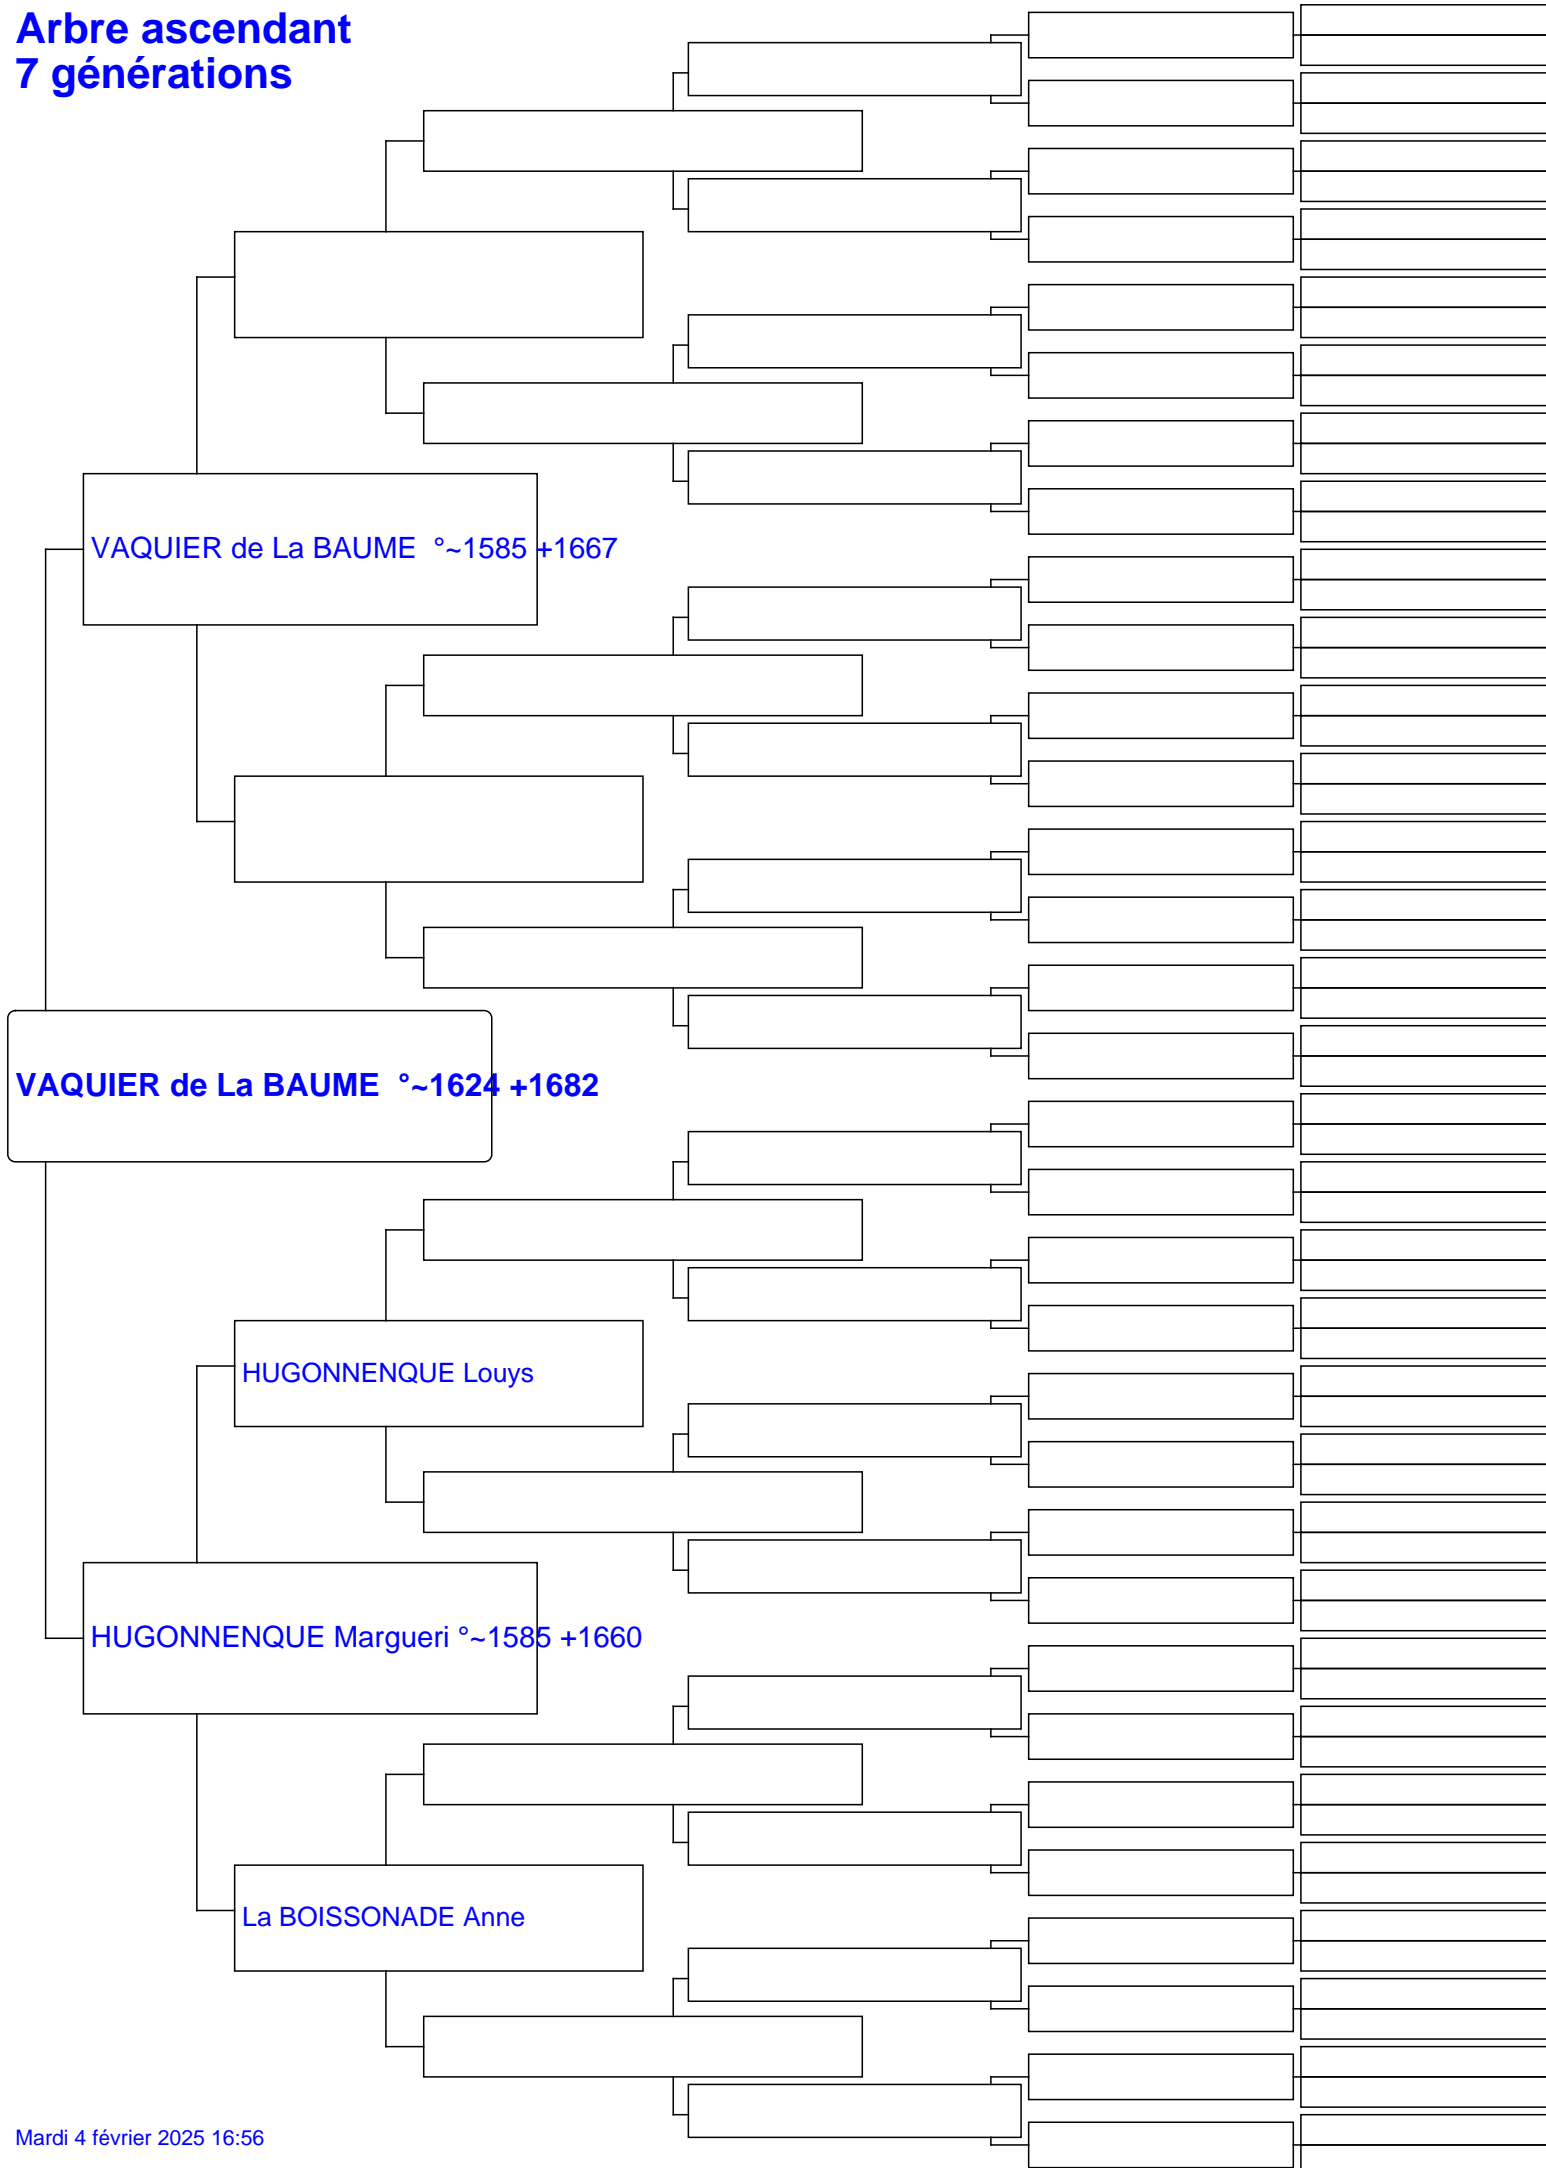 Arbre ascendant
7 générations
VAQUIER de La BAUME  °~1585 +1667
VAQUIER de La BAUME  °~1624 +1682
HUGONNENQUE Louys
HUGONNENQUE Margueri °~1585 +1660
La BOISSONADE Anne
Mardi 4 février 2025 16:56